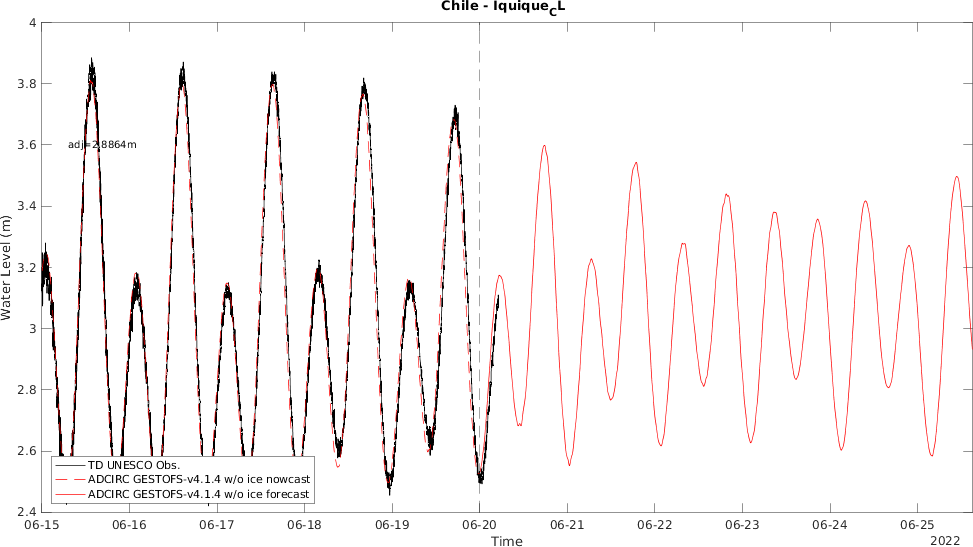 Chile - Iquique_CL
4
3.8
3.6
3.4
3.2
3
2.8
2.6
2.4
Water Level (m)
adj=2.8864m
TD UNESCO Obs.
ADCIRC GESTOFS-v4.1.4 w/o ice nowcast
ADCIRC GESTOFS-v4.1.4 w/o ice forecast
06-15 06-16 06-17 06-18 06-19 06-20 06-21 06-22 06-23 06-24 06-25
Time
2022